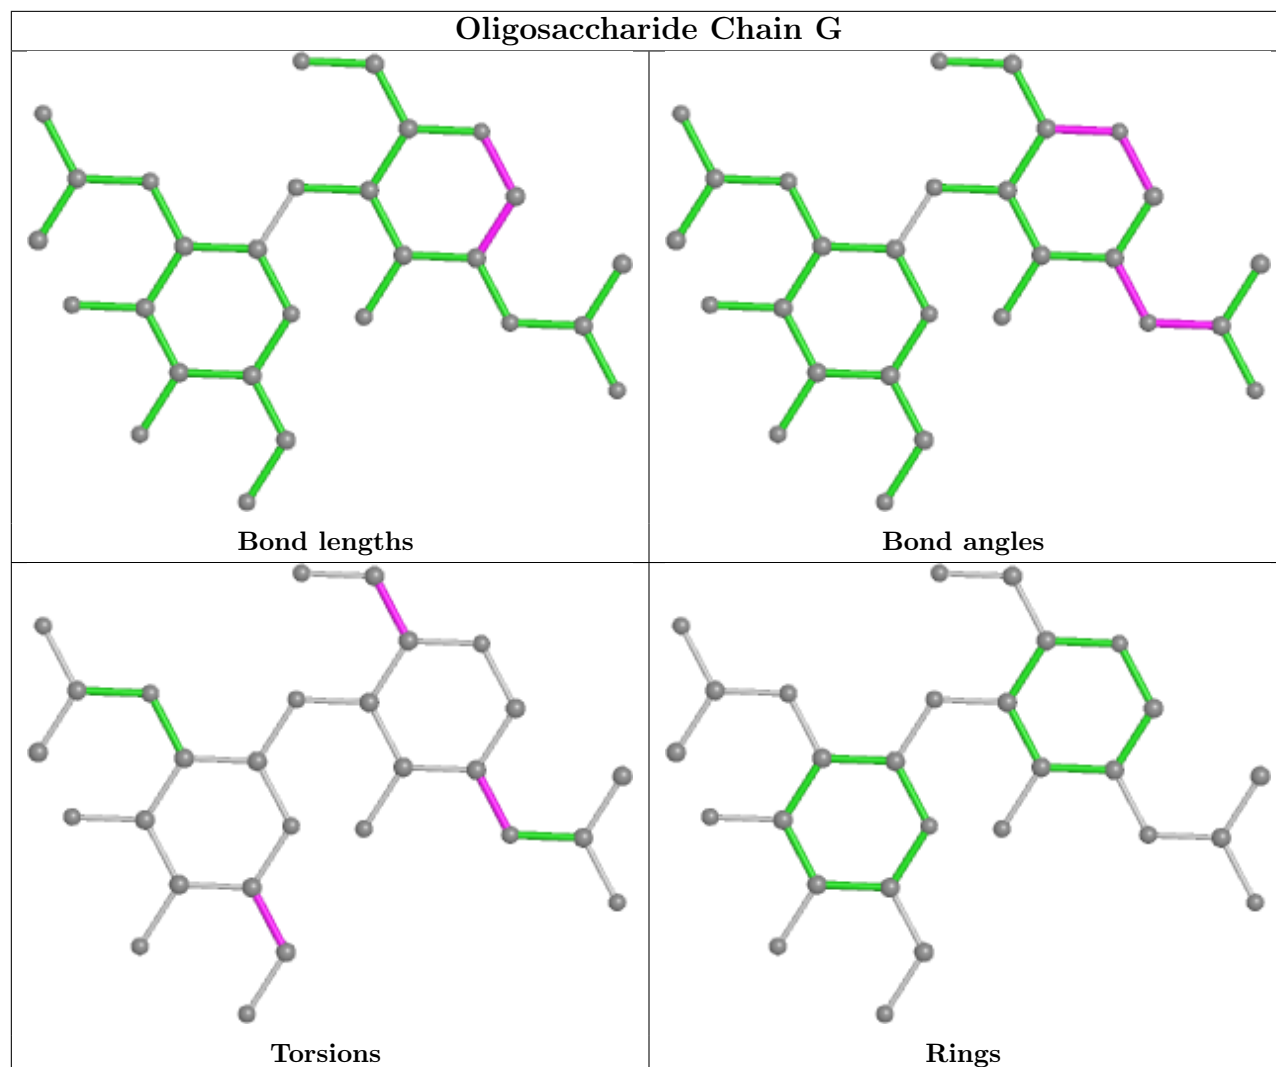 Oligosaccharide Chain G
Bond lengths
Bond angles
Torsions
Rings